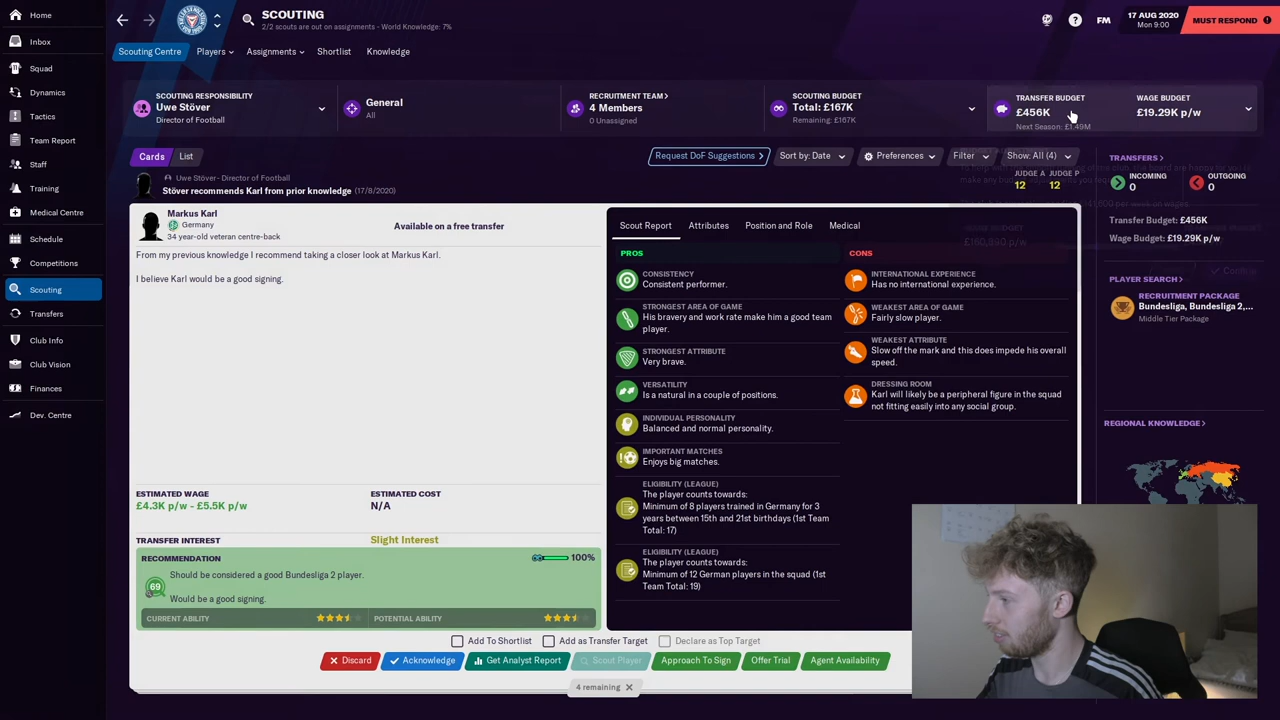 Home
Inbox
Squad
Dynamics
Tactics
Team Report
Staff
Training
Medical Centre
Schedule
Competitions
Scouting
Transfers
Club Info
Club Vision
Finances
Dev. Centre
SCOUTING
2/2 scouts are out on assignments - World Knowledge: 7%
FM
17 AUG 2020
Mon 9:00
MUST RESPOND
Scouting Centre
Players
Assignments
Shortlist
Knowledge
SCOUTING RESPONSIBILITY
Uwe Stöver
Director of Football
General
All
RECRUITMENT TEAM >
4 Members
0 Unassigned
SCOUTING BUDGET
Total: £167K
Remaining: £167K
TRANSFER BUDGET
£456K
Next Season: £1.49M
WAGE BUDGET
£19.29K p/w
Cards
List
Request DoF Suggestions >
Sort by: Date
Preferences
Filter
Show: All (4)
Uwe Stöver - Director of Football
Stöver recommends Karl from prior knowledge (17/8/2020)
JUDGE A
12
JUDGE P
12
Markus Karl
Germany
34 year-old veteran centre-back
Available on a free transfer
From my previous knowledge I recommend taking a closer look at Markus Karl.
I believe Karl would be a good signing.
ESTIMATED WAGE
£4.3K p/w - £5.5K p/w
ESTIMATED COST
N/A
TRANSFER INTEREST
Slight Interest
RECOMMENDATION
100%
69
Should be considered a good Bundesliga 2 player.
Would be a good signing.
CURRENT ABILITY
POTENTIAL ABILITY
Scout Report
Attributes
Position and Role
Medical
PROS
CONSISTENCY
Consistent performer.
STRONGEST AREA OF GAME
His bravery and work rate make him a good team
player.
STRONGEST ATTRIBUTE
Very brave.
VERSATILITY
Is a natural in a couple of positions.
INDIVIDUAL PERSONALITY
Balanced and normal personality.
IMPORTANT MATCHES
Enjoys big matches.
ELIGIBILITY (LEAGUE)
The player counts towards:
Minimum of 8 players trained in Germany for 3
years between 15th and 21st birthdays (1st Team
Total: 17)
ELIGIBILITY (LEAGUE)
The player counts towards:
Minimum of 12 German players in the squad (1st
Team Total: 19)
CONS
INTERNATIONAL EXPERIENCE
Has no international experience.
WEAKEST AREA OF GAME
Fairly slow player.
WEAKEST ATTRIBUTE
Slow off the mark and this does impede his overall
speed.
DRESSING ROOM
Karl will likely be a peripheral figure in the squad
not fitting easily into any social group.
Add To Shortlist
Add as Transfer Target
Declare as Top Target
Discard
Acknowledge
Get Analyst Report
Scout Player
Approach To Sign
Offer Trial
Agent Availability
4 remaining
TRANSFERS >
INCOMING
0
OUTGOING
0
Transfer Budget: £456K
Wage Budget: £19.29K p/w
PLAYER SEARCH >
RECRUITMENT PACKAGE
Bundesliga, Bundesliga 2,...
Middle Tier Package
REGIONAL KNOWLEDGE >